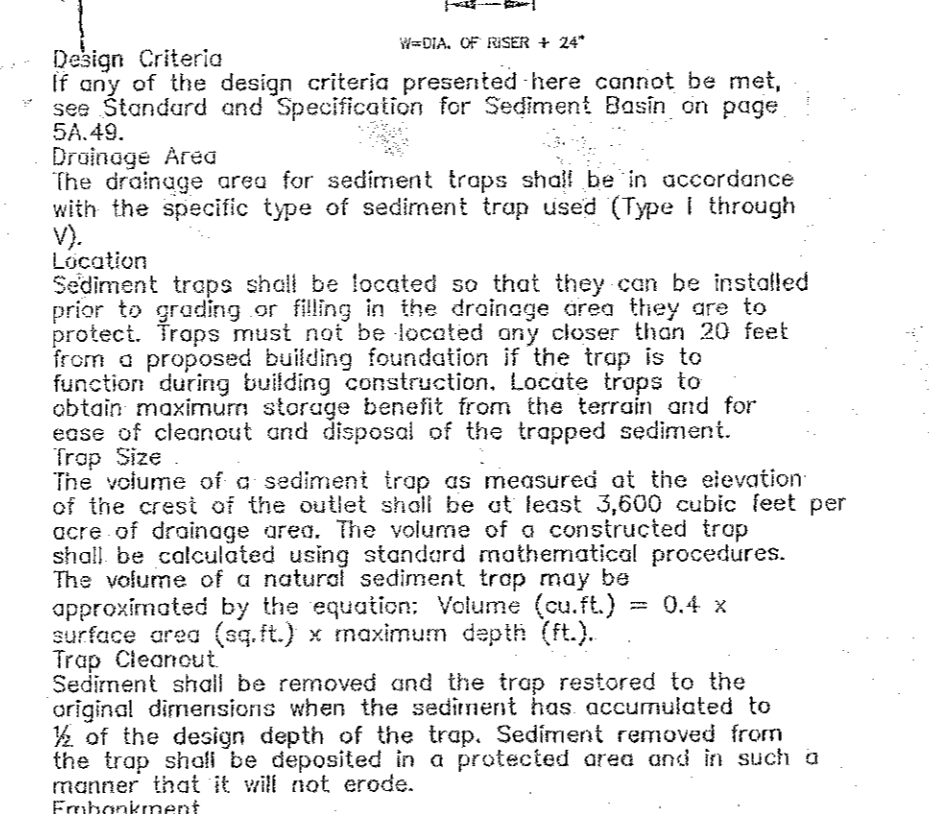 W=DIA. OF RISER + 24"
Design Criteria
If any of the design criteria presented here cannot be met,
see Standard and Specification for Sediment Basin on page
5A.49.
Drainage Area
The drainage area for sediment traps shall be in accordance
with the specific type of sediment trap used (Type I through
V).
Location
Sediment traps shall be located so that they can be installed
prior to grading or filling in the drainage area they are to
protect. Traps must not be located any closer than 20 feet
from a proposed building foundation if the trap is to
function during building construction. Locate traps to
obtain maximum storage benefit from the terrain and for
ease of cleanout and disposal of the trapped sediment.
Trap Size
The volume of a sediment trap as measured at the elevation
of the crest of the outlet shall be at least 3,600 cubic feet per
acre of drainage area. The volume of a constructed trap
shall be calculated using standard mathematical procedures.
The volume of a natural sediment trap may be
approximated by the equation: Volume (cu.ft.) = 0.4 x
surface area (sq.ft.) x maximum depth (ft.).
Trap Cleanout
Sediment shall be removed and the trap restored to the
original dimensions when the sediment has accumulated to
½ of the design depth of the trap. Sediment removed from
the trap shall be deposited in a protected area and in such a
manner that it will not erode.
Embankment